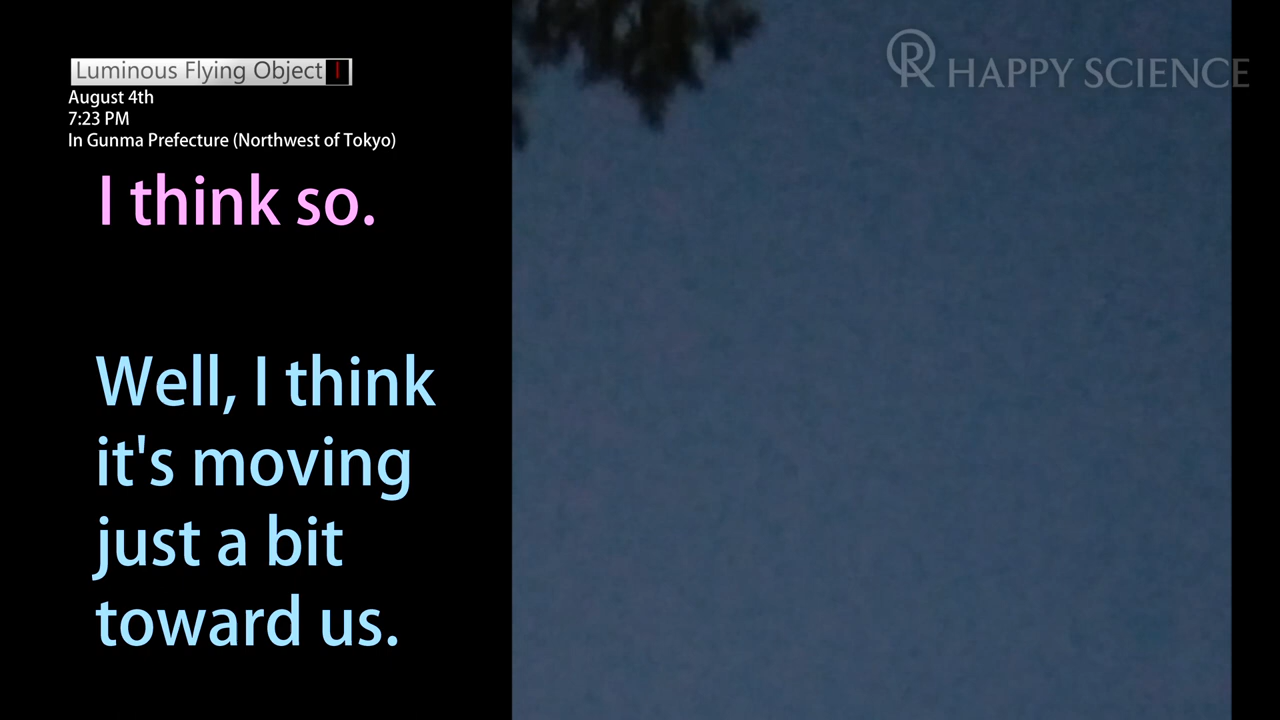 Luminous Flying Object I
August 4th
7:23 PM
In Gunma Prefecture (Northwest of Tokyo)
I think so.
Well, I think
it's moving
just a bit
toward us.
HAPPY SCIENCE